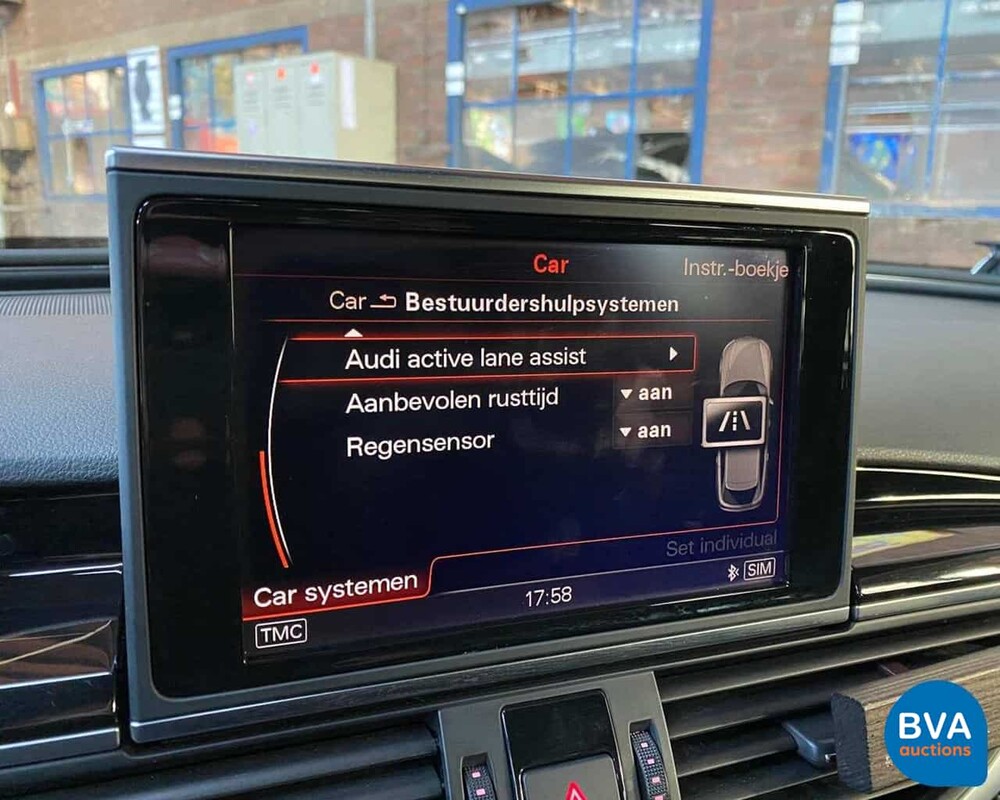 Car
Instr.-boekje
Car Bestuurdershulpsystemen
Audi active lane assist
Aanbevolen rusttijd aan
Regensensor aan
Set individual
Car systemen
17:58
SIM
TMC
BVA
auctions